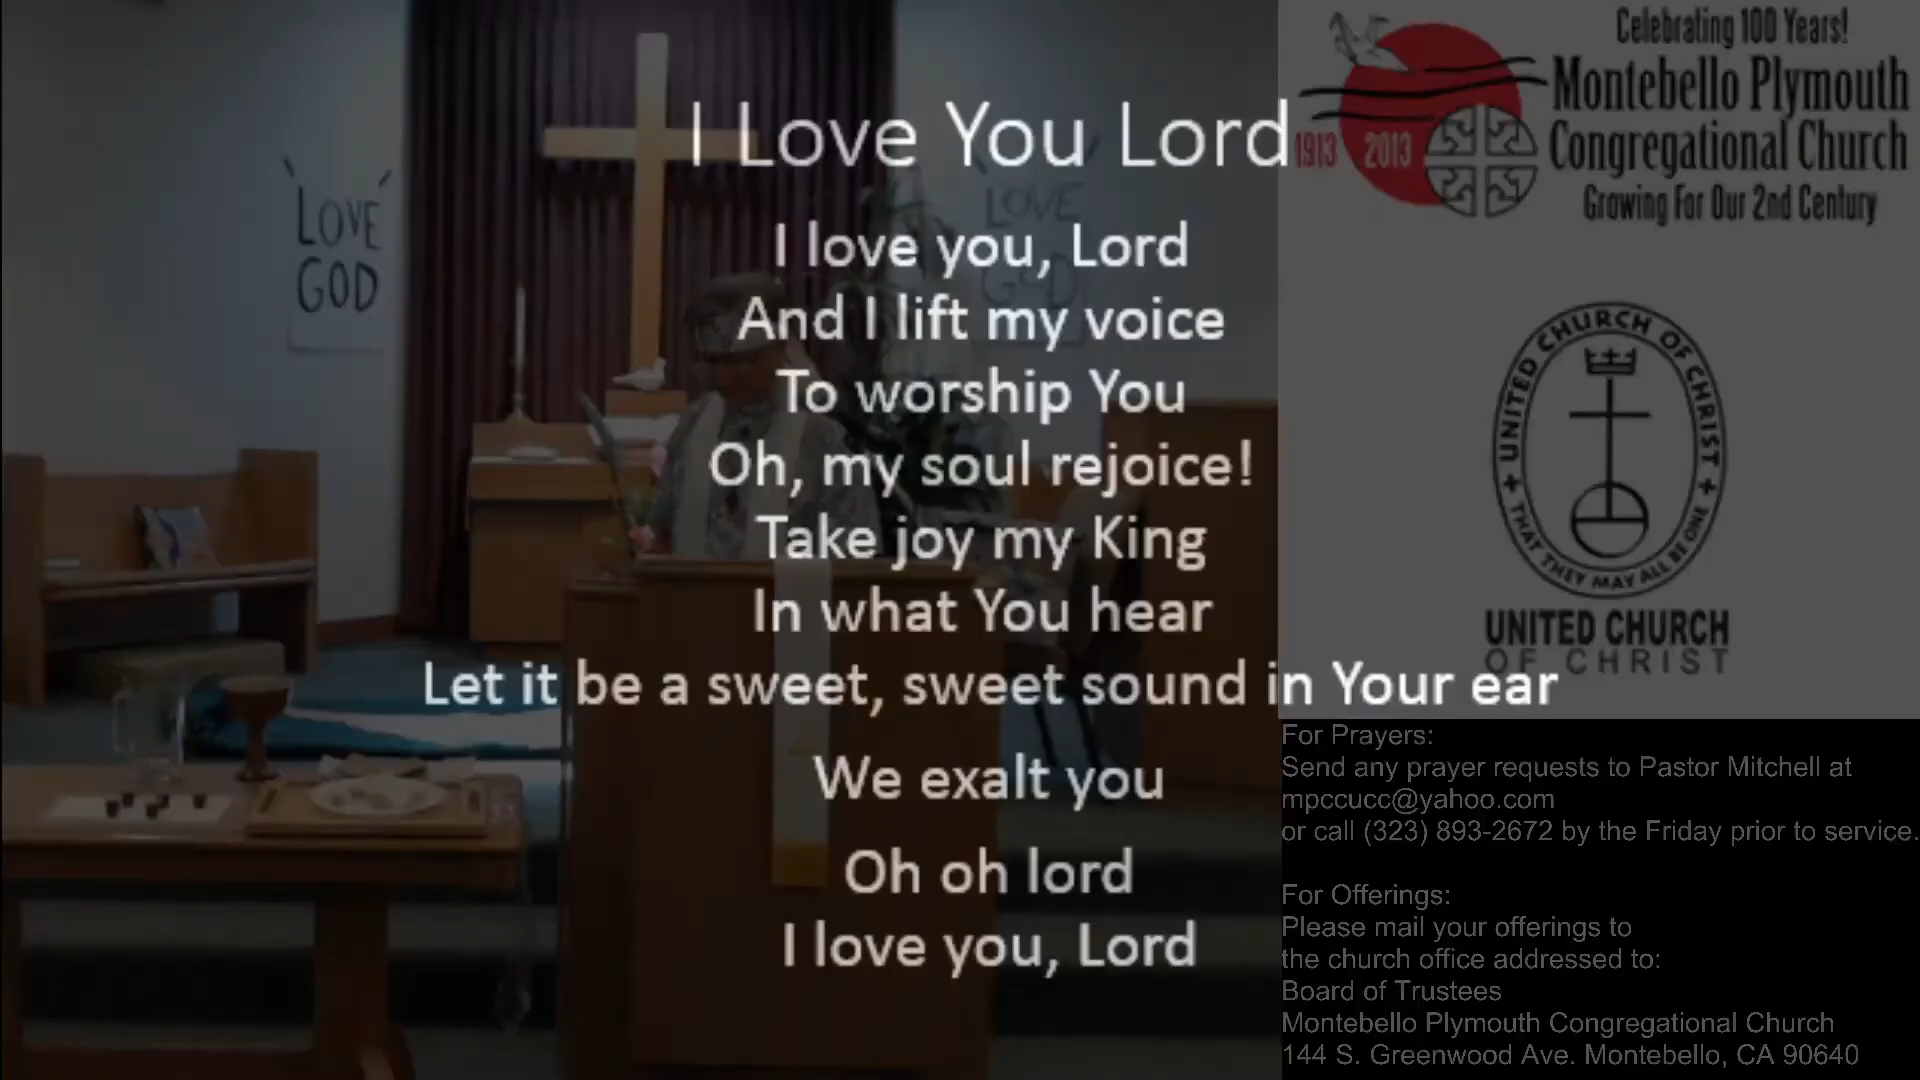 I Love You Lord
I love you, Lord
And I lift my voice
To worship You
Oh, my soul rejoice!
Take joy my King
In what You hear
Let it be a sweet, sweet sound in Your ear
We exalt you
Oh oh lord
I love you, Lord
LOVE
GOD
LOVE
GOD
Celebrating 100 Years!
Montebello Plymouth
Congregational Church
1913 2013
Growing For Our 2nd Century
UNITED CHURCH OF CHRIST
THAT THEY MAY ALL BE ONE
UNITED CHURCH
OF CHRIST
For Prayers:
Send any prayer requests to Pastor Mitchell at
mpccucc@yahoo.com
or call (323) 893-2672 by the Friday prior to service.
For Offerings:
Please mail your offerings to
the church office addressed to:
Board of Trustees
Montebello Plymouth Congregational Church
144 S. Greenwood Ave. Montebello, CA 90640